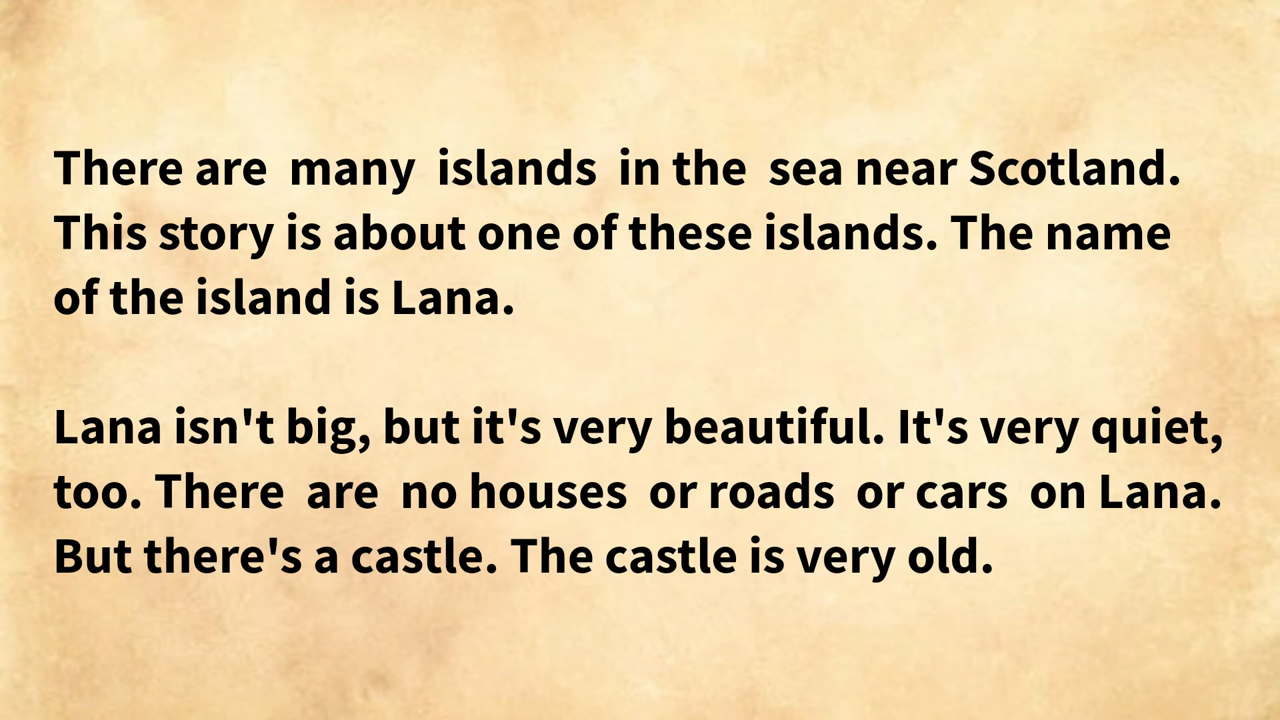 There are  many  islands  in the  sea near Scotland.
This story is about one of these islands. The name
of the island is Lana.
Lana isn't big, but it's very beautiful. It's very quiet,
too. There  are  no houses  or roads  or cars  on Lana.
But there's a castle. The castle is very old.